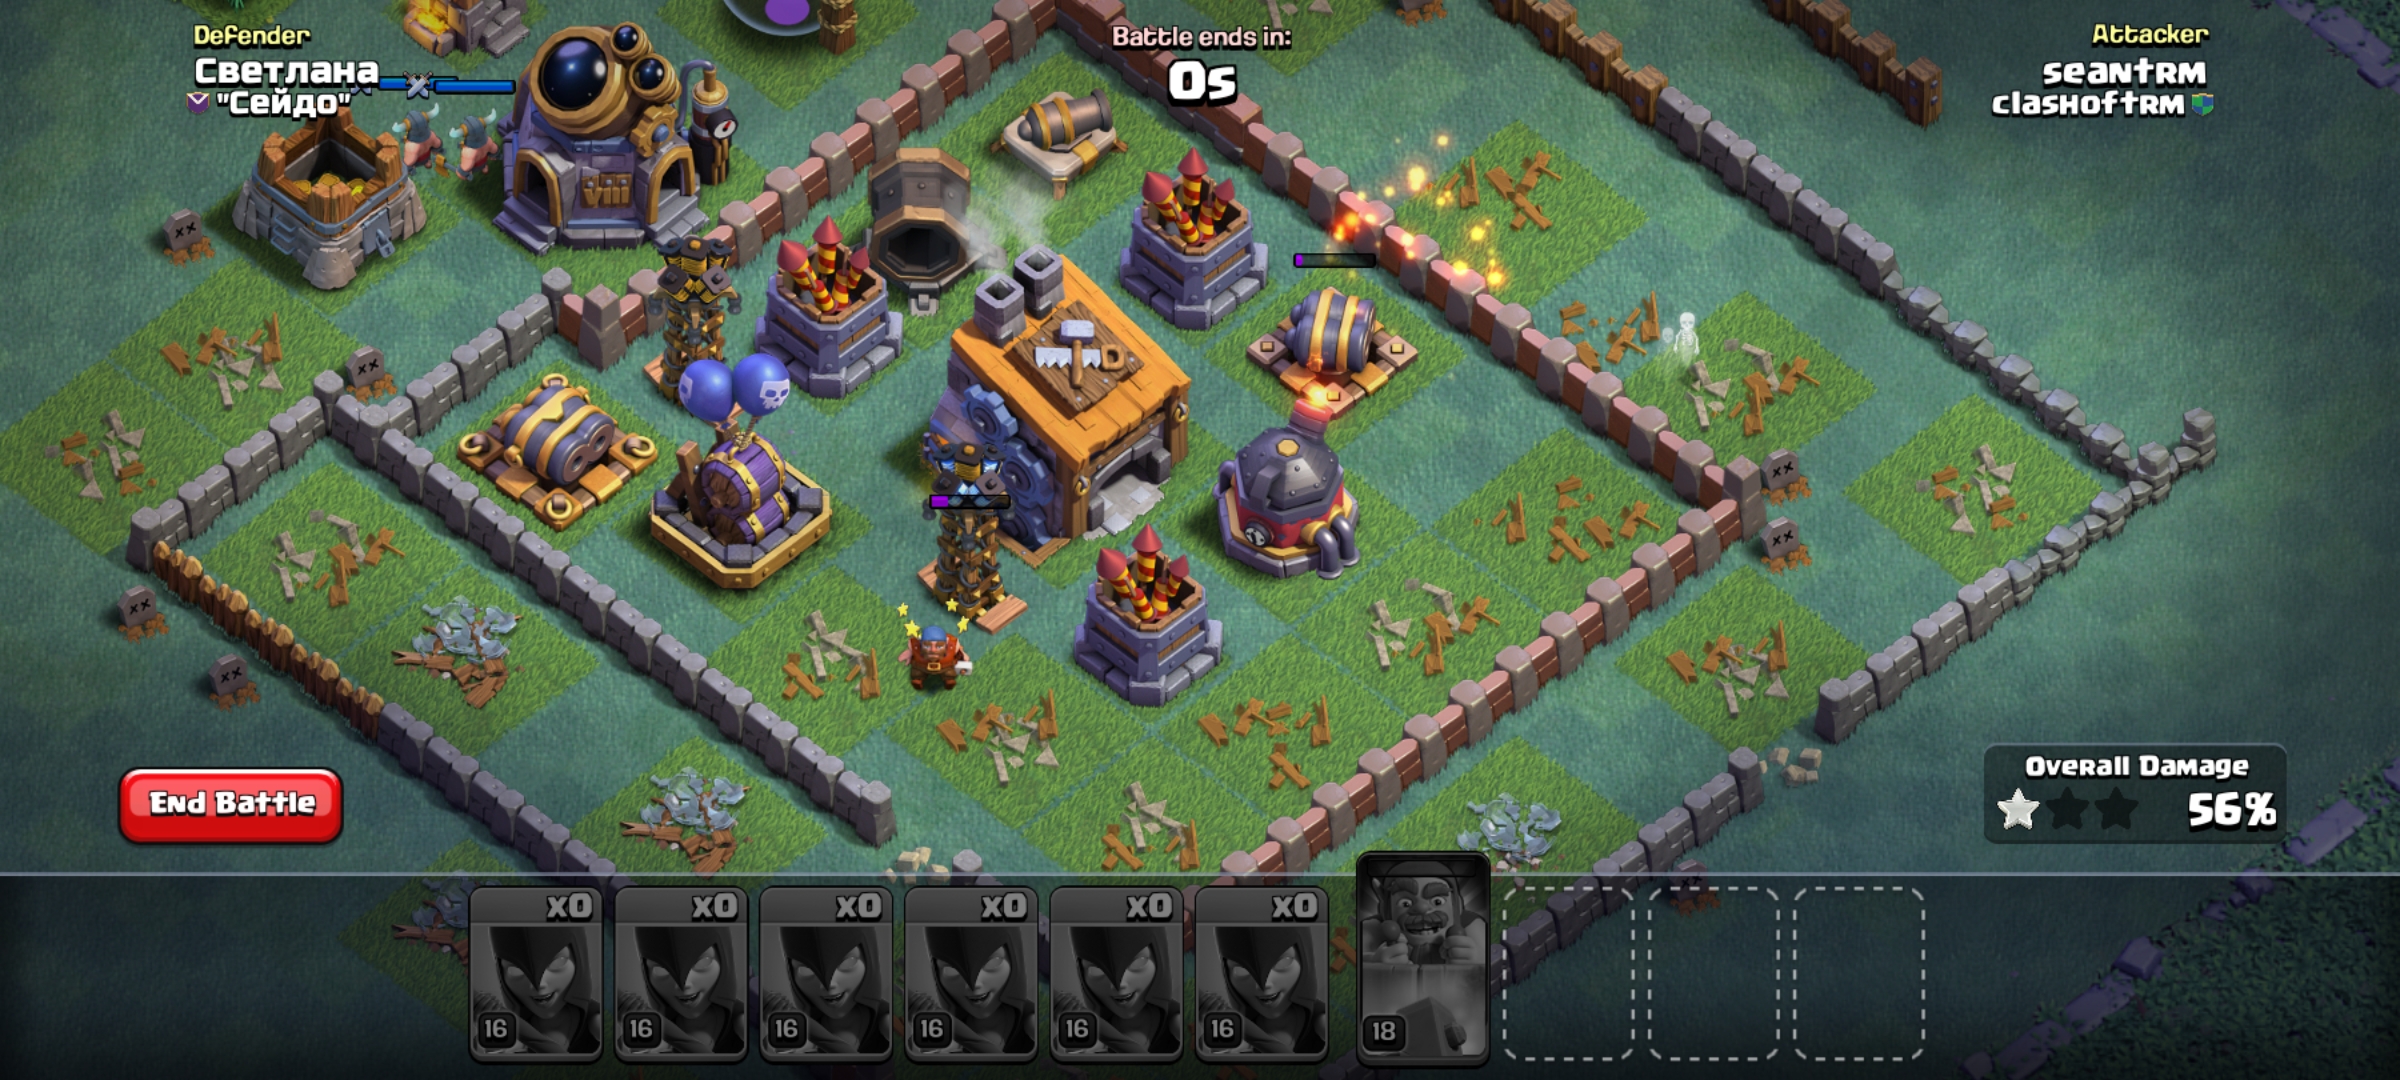 Defender
Светлана
"Сейдо"
Battle ends in:
0s
Attacker
seantRM
clashoftRM
VIII
End Battle
Overall Damage
56%
x0
x0
x0
x0
x0
x0
16
16
16
16
16
16
18